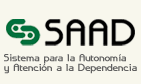 SAAD
Sistema para la Autonomía
y Atención a la Dependencia